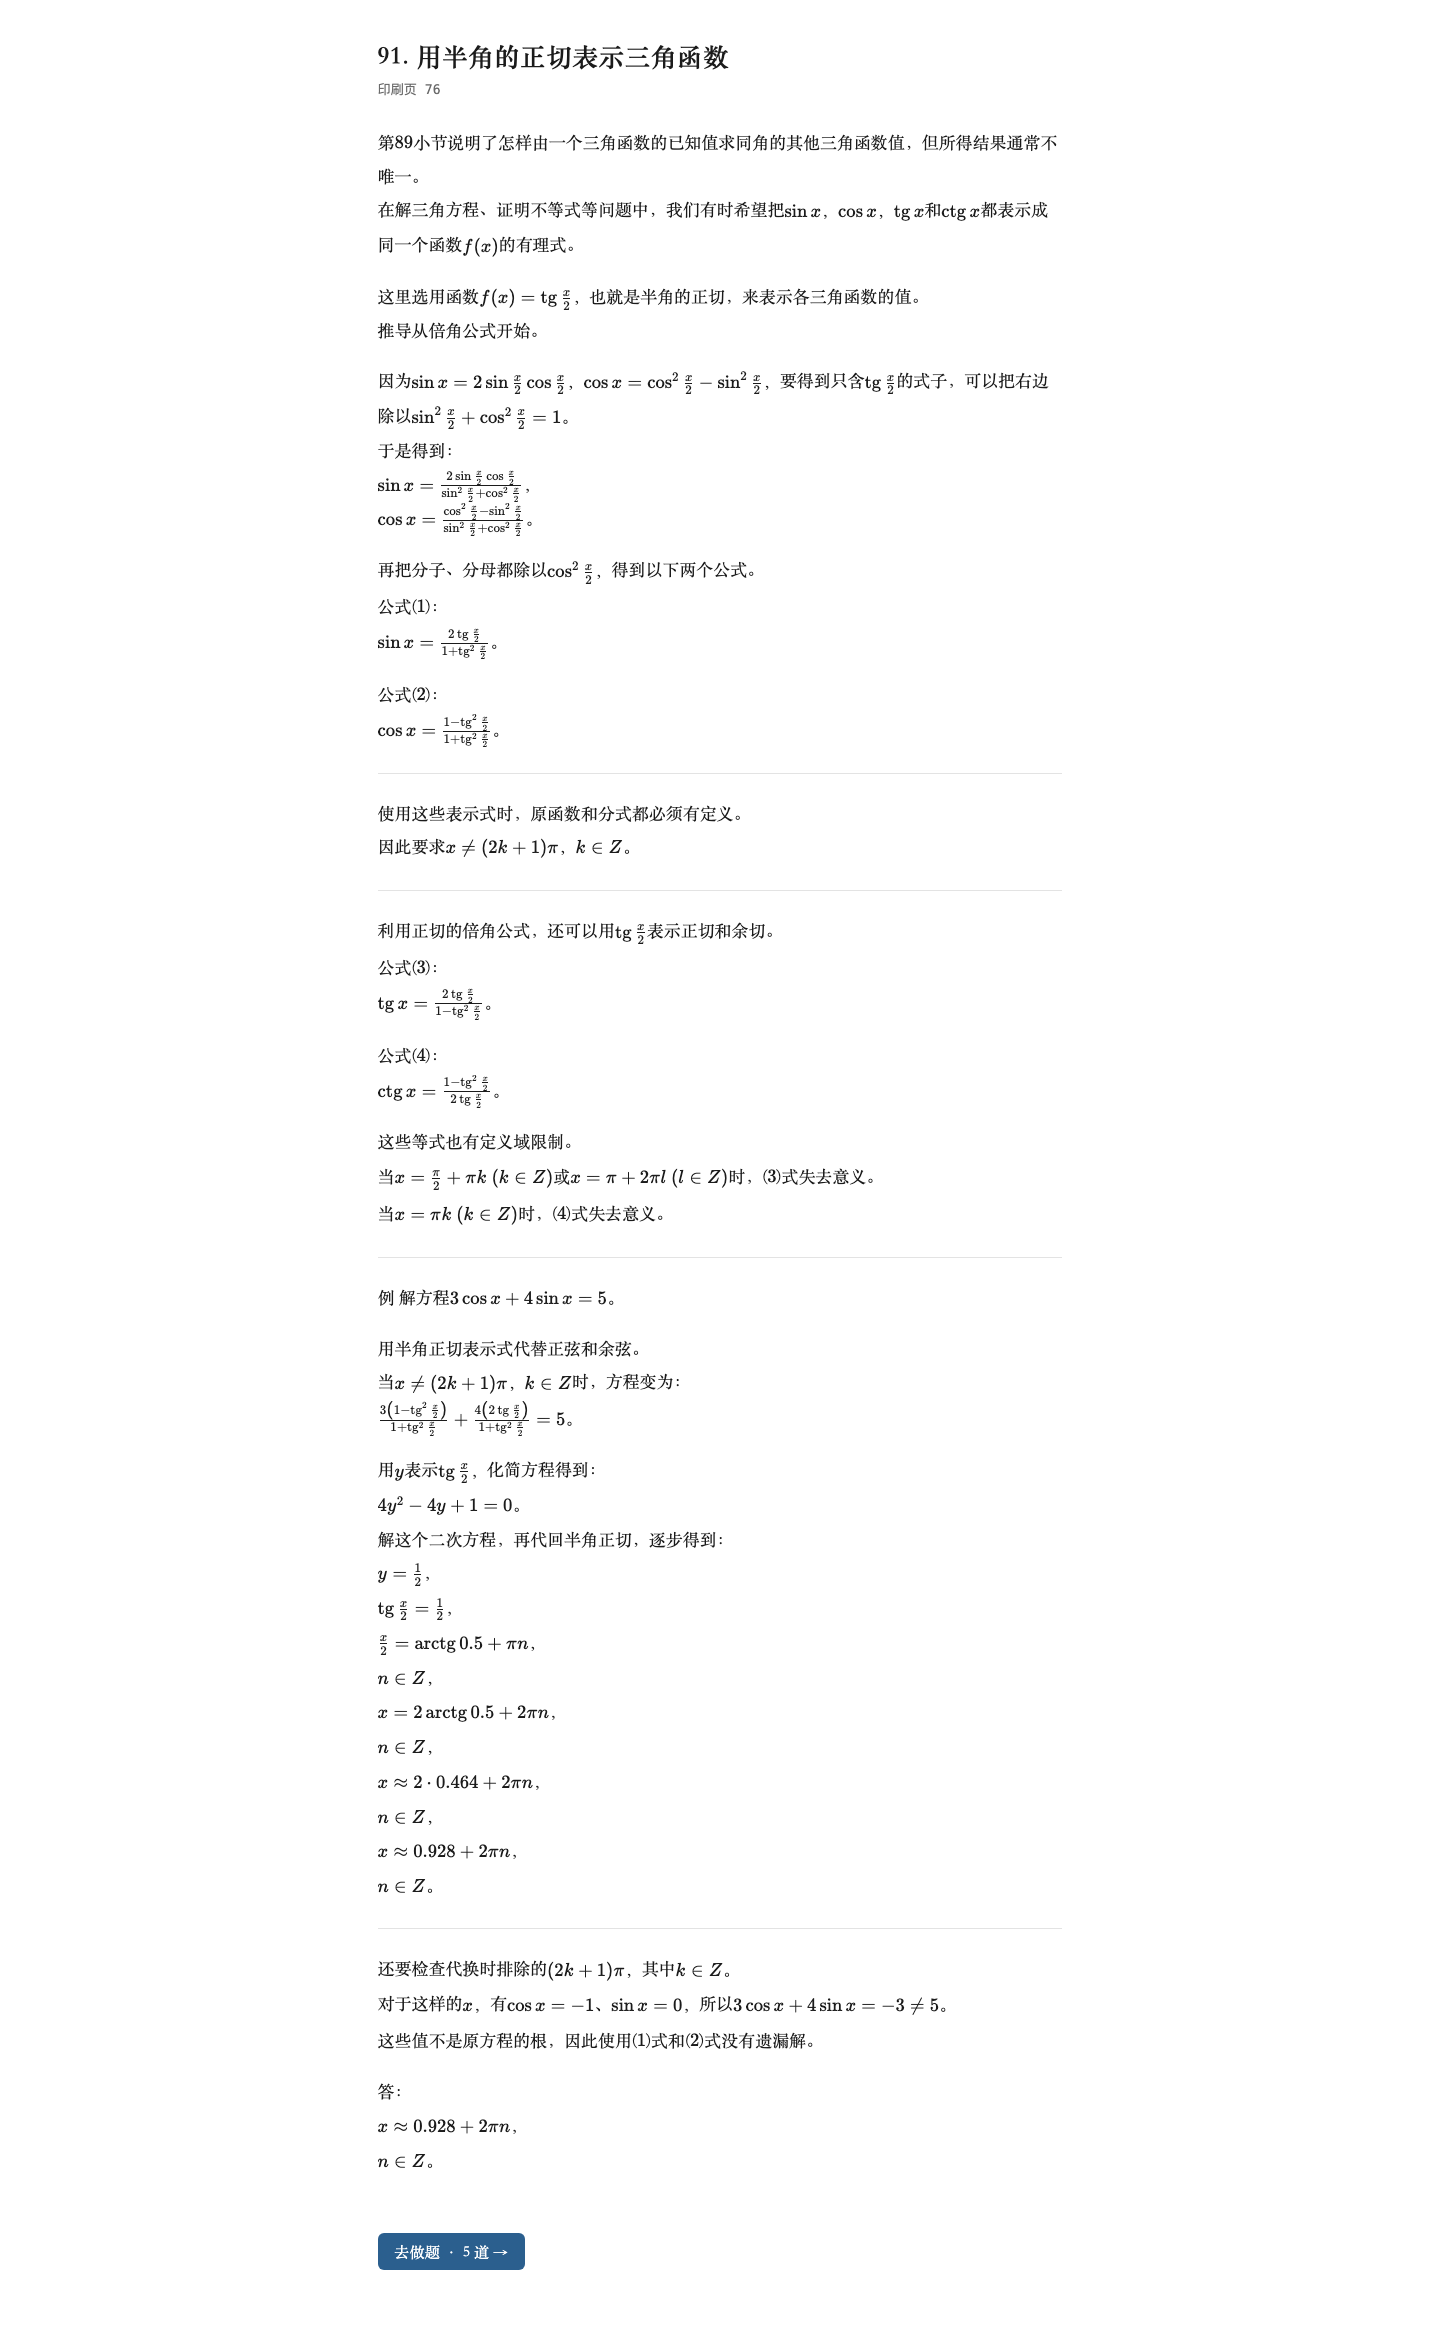 91. 用半角的正切表示三角函数
印刷页 76
第89小节说明了怎样由一个三角函数的已知值求同角的其他三角函数值，但所得结果通常不
唯一。
在解三角方程、证明不等式等问题中，我们有时希望把sin x，cos x，tg x和ctg x都表示成
同一个函数f(x)的有理式。
这里选用函数f(x) = tg x/2，也就是半角的正切，来表示各三角函数的值。
推导从倍角公式开始。
因为sin x = 2 sin x/2 cos x/2，cos x = cos² x/2 − sin² x/2，要得到只含tg x/2的式子，可以把右边
除以sin² x/2 + cos² x/2 = 1。
于是得到：
sin x = (2 sin x/2 cos x/2)/(sin² x/2 + cos² x/2)，
cos x = (cos² x/2 − sin² x/2)/(sin² x/2 + cos² x/2)。
再把分子、分母都除以cos² x/2，得到以下两个公式。
公式(1)：
sin x = (2 tg x/2)/(1 + tg² x/2)。
公式(2)：
cos x = (1 − tg² x/2)/(1 + tg² x/2)。
使用这些表示式时，原函数和分式都必须有定义。
因此要求x ≠ (2k + 1)π，k ∈ Z。
利用正切的倍角公式，还可以用tg x/2表示正切和余切。
公式(3)：
tg x = (2 tg x/2)/(1 − tg² x/2)。
公式(4)：
ctg x = (1 − tg² x/2)/(2 tg x/2)。
这些等式也有定义域限制。
当x = π/2 + πk (k ∈ Z)或x = π + 2πl (l ∈ Z)时，(3)式失去意义。
当x = πk (k ∈ Z)时，(4)式失去意义。
例 解方程3 cos x + 4 sin x = 5。
用半角正切表示式代替正弦和余弦。
当x ≠ (2k + 1)π，k ∈ Z时，方程变为：
3(1 − tg² x/2)/(1 + tg² x/2) + 4(2 tg x/2)/(1 + tg² x/2) = 5。
用y表示tg x/2，化简方程得到：
4y² − 4y + 1 = 0。
解这个二次方程，再代回半角正切，逐步得到：
y = 1/2，
tg x/2 = 1/2，
x/2 = arctg 0.5 + πn，
n ∈ Z，
x = 2 arctg 0.5 + 2πn，
n ∈ Z，
x ≈ 2 · 0.464 + 2πn，
n ∈ Z，
x ≈ 0.928 + 2πn，
n ∈ Z。
还要检查代换时排除的(2k + 1)π，其中k ∈ Z。
对于这样的x，有cos x = −1、sin x = 0，所以3 cos x + 4 sin x = −3 ≠ 5。
这些值不是原方程的根，因此使用(1)式和(2)式没有遗漏解。
答：
x ≈ 0.928 + 2πn，
n ∈ Z。
去做题 · 5 道 →